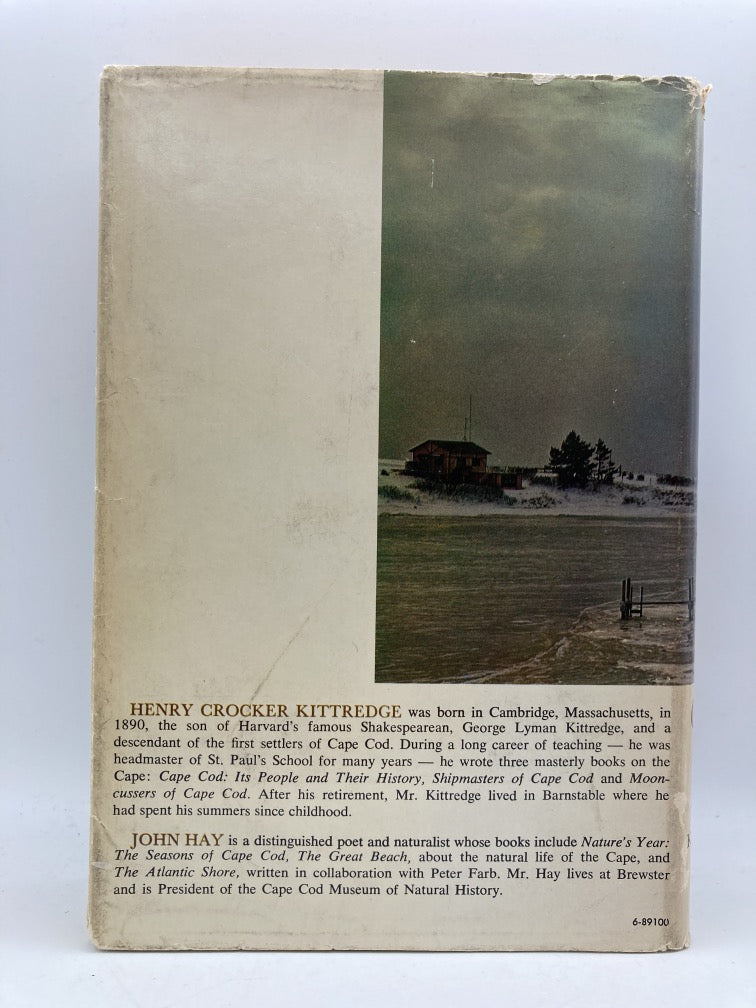 HENRY CROCKER KITTREDGE was born in Cambridge, Massachusetts, in
1890, the son of Harvard's famous Shakespearean, George Lyman Kittredge, and a
descendant of the first settlers of Cape Cod. During a long career of teaching — he was
headmaster of St. Paul's School for many years — he wrote three masterly books on the
Cape: Cape Cod: Its People and Their History, Shipmasters of Cape Cod and Moon-
cussers of Cape Cod. After his retirement, Mr. Kittredge lived in Barnstable where he
had spent his summers since childhood.
JOHN HAY is a distinguished poet and naturalist whose books include Nature's Year:
The Seasons of Cape Cod, The Great Beach, about the natural life of the Cape, and
The Atlantic Shore, written in collaboration with Peter Farb. Mr. Hay lives at Brewster
and is President of the Cape Cod Museum of Natural History.
6-89100